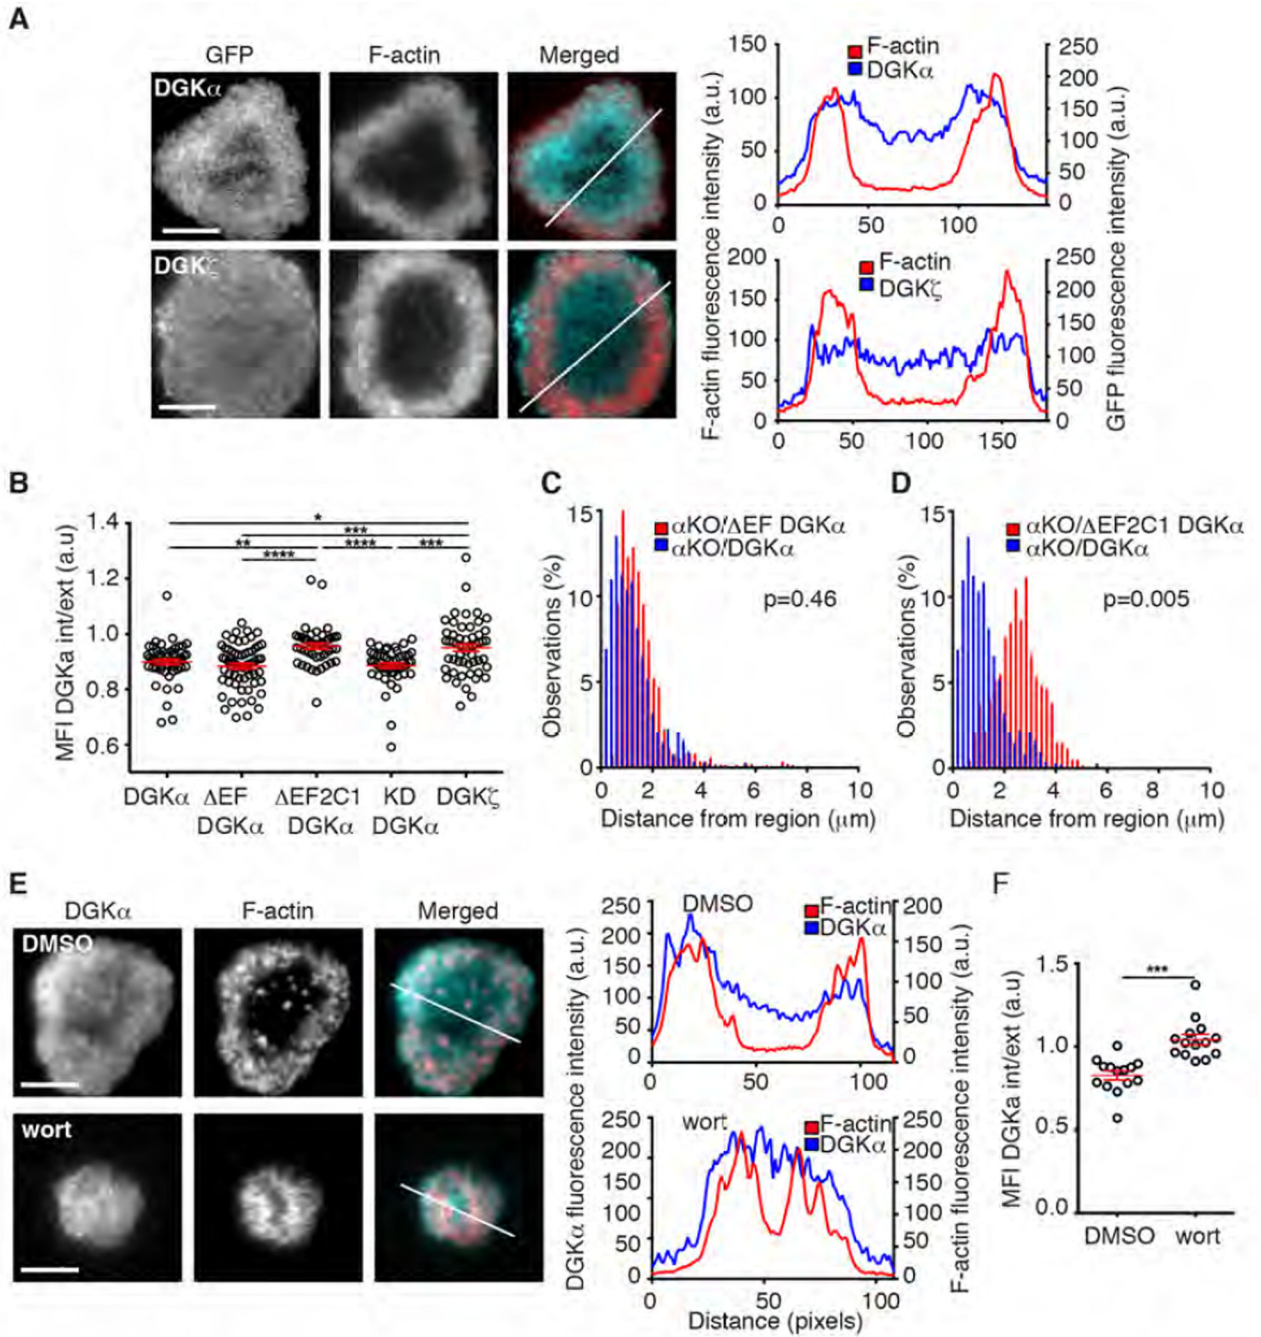 A
GFP F-actin Merged
DGKα
DGKζ
F-actin fluorescence intensity (a.u.)
150
100
50
0
0 50 100
F-actin
DGKα
250
200
150
100
50
0
GFP fluorescence intensity (a.u.)
200
150
100
50
0
0 50 100 150
F-actin
DGKζ
250
200
150
100
50
0
B
MFI DGKa int/ext (a.u)
1.4
1.2
1.0
0.8
0.6
*
***
** **** ***
****
DGKα ΔEF ΔEF2C1 KD DGKζ
DGKα DGKα DGKα
C
Observations (%)
15
10
5
0
αKO/ΔEF DGKα
αKO/DGKα
p=0.46
0 2 4 6 8 10
Distance from region (μm)
D
Observations (%)
15
10
5
0
αKO/ΔEF2C1 DGKα
αKO/DGKα
p=0.005
0 2 4 6 8 10
Distance from region (μm)
E
DGKα F-actin Merged
DMSO
wort
DGKα fluorescence intensity (a.u.)
250
200
150
100
50
0
DMSO
F-actin
DGKα
200
150
100
50
0
0 50 100
F-actin fluorescence intensity (a.u.)
250
200
150
100
50
0
wort
F-actin
DGKα
250
200
150
100
50
0
0 50 100
Distance (pixels)
F
MFI DGKa int/ext (a.u)
1.5
1.0
0.5
0.0
***
DMSO wort